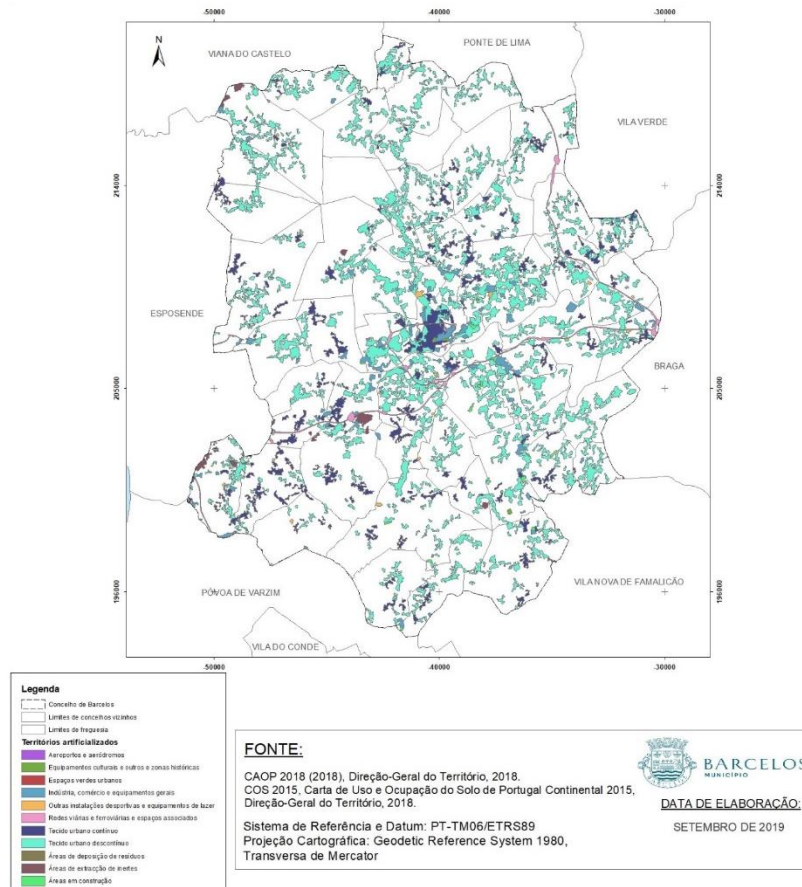 -50000
-40000
-30000
N
VIANA DO CASTELO
PONTE DE LIMA
VILA VERDE
214000
214000
ESPOSENDE
BRAGA
205000
205000
196000
196000
PÓVOA DE VARZIM
VILA NOVA DE FAMALICÃO
VILA DO CONDE
-50000
-40000
-30000
Legenda
Concelho de Barcelos
Limites de concelhos vizinhos
Limites de freguesia
Territórios artificializados
Aeroportos e aeródromos
Equipamentos culturais e outros e zonas históricas
Espaços verdes urbanos
Indústria, comércio e equipamentos gerais
Outras instalações desportivas e equipamentos de lazer
Redes viárias e ferroviárias e espaços associados
Tecido urbano contínuo
Tecido urbano descontínuo
Áreas de deposição de resíduos
Áreas de extracção de inertes
Áreas em construção
FONTE:
CAOP 2018 (2018), Direção-Geral do Território, 2018.
COS 2015, Carta de Uso e Ocupação do Solo de Portugal Continental 2015,
Direção-Geral do Território, 2018.
Sistema de Referência e Datum: PT-TM06/ETRS89
Projeção Cartográfica: Geodetic Reference System 1980,
Transversa de Mercator
BARCELOS
MUNICÍPIO
DATA DE ELABORAÇÃO:
SETEMBRO DE 2019